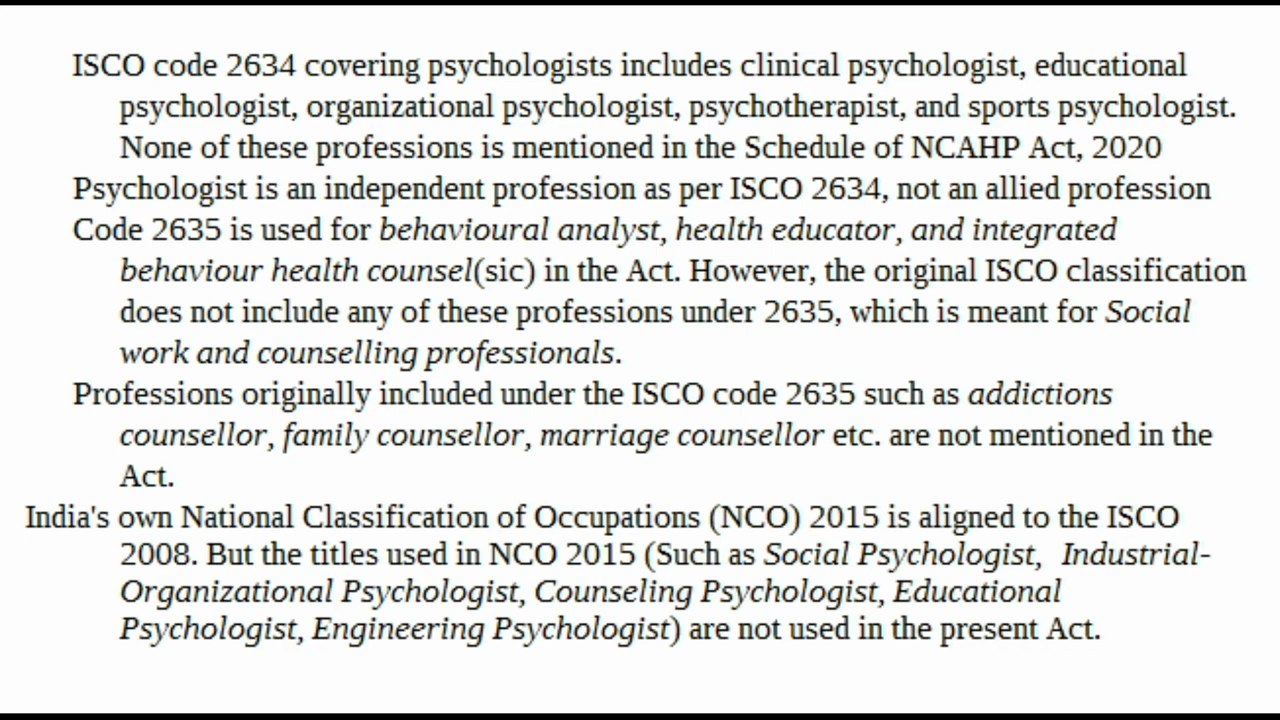 ISCO code 2634 covering psychologists includes clinical psychologist, educational
psychologist, organizational psychologist, psychotherapist, and sports psychologist.
None of these professions is mentioned in the Schedule of NCAHP Act, 2020
Psychologist is an independent profession as per ISCO 2634, not an allied profession
Code 2635 is used for behavioural analyst, health educator, and integrated
behaviour health counsel(sic) in the Act. However, the original ISCO classification
does not include any of these professions under 2635, which is meant for Social
work and counselling professionals.
Professions originally included under the ISCO code 2635 such as addictions
counsellor, family counsellor, marriage counsellor etc. are not mentioned in the
Act.
India's own National Classification of Occupations (NCO) 2015 is aligned to the ISCO
2008. But the titles used in NCO 2015 (Such as Social Psychologist, Industrial-
Organizational Psychologist, Counseling Psychologist, Educational
Psychologist, Engineering Psychologist) are not used in the present Act.